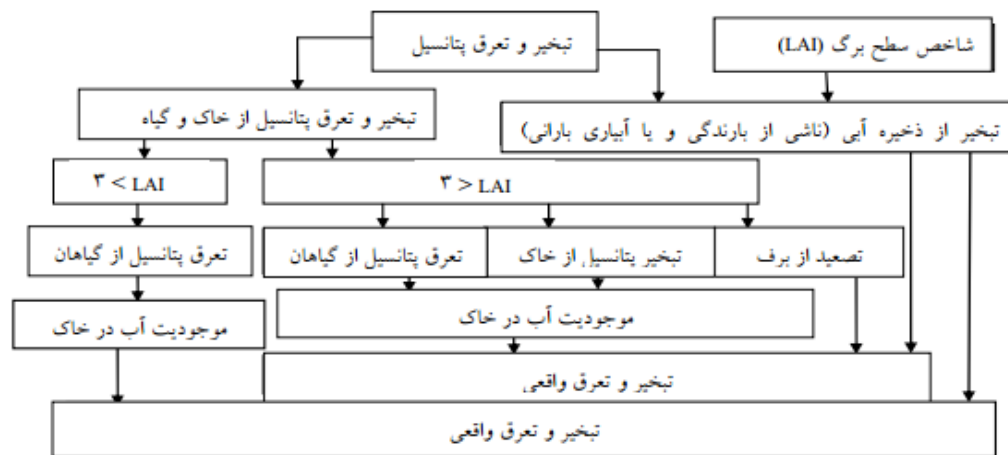 شاخص سطح برگ (LAI)
تبخیر و تعرق پتانسیل
تبخیر و تعرق پتانسیل از خاک و گیاه
تبخیر از ذخیره آبی (ناشی از بارندگی و یا آبیاری بارانی)
۳ > LAI
۳ < LAI
تصعید از برف
تبخیر پتانسیل از خاک
تعرق پتانسیل از گیاهان
تعرق پتانسیل از گیاهان
موجودیت آب در خاک
موجودیت آب در خاک
تبخیر و تعرق واقعی
تبخیر و تعرق واقعی